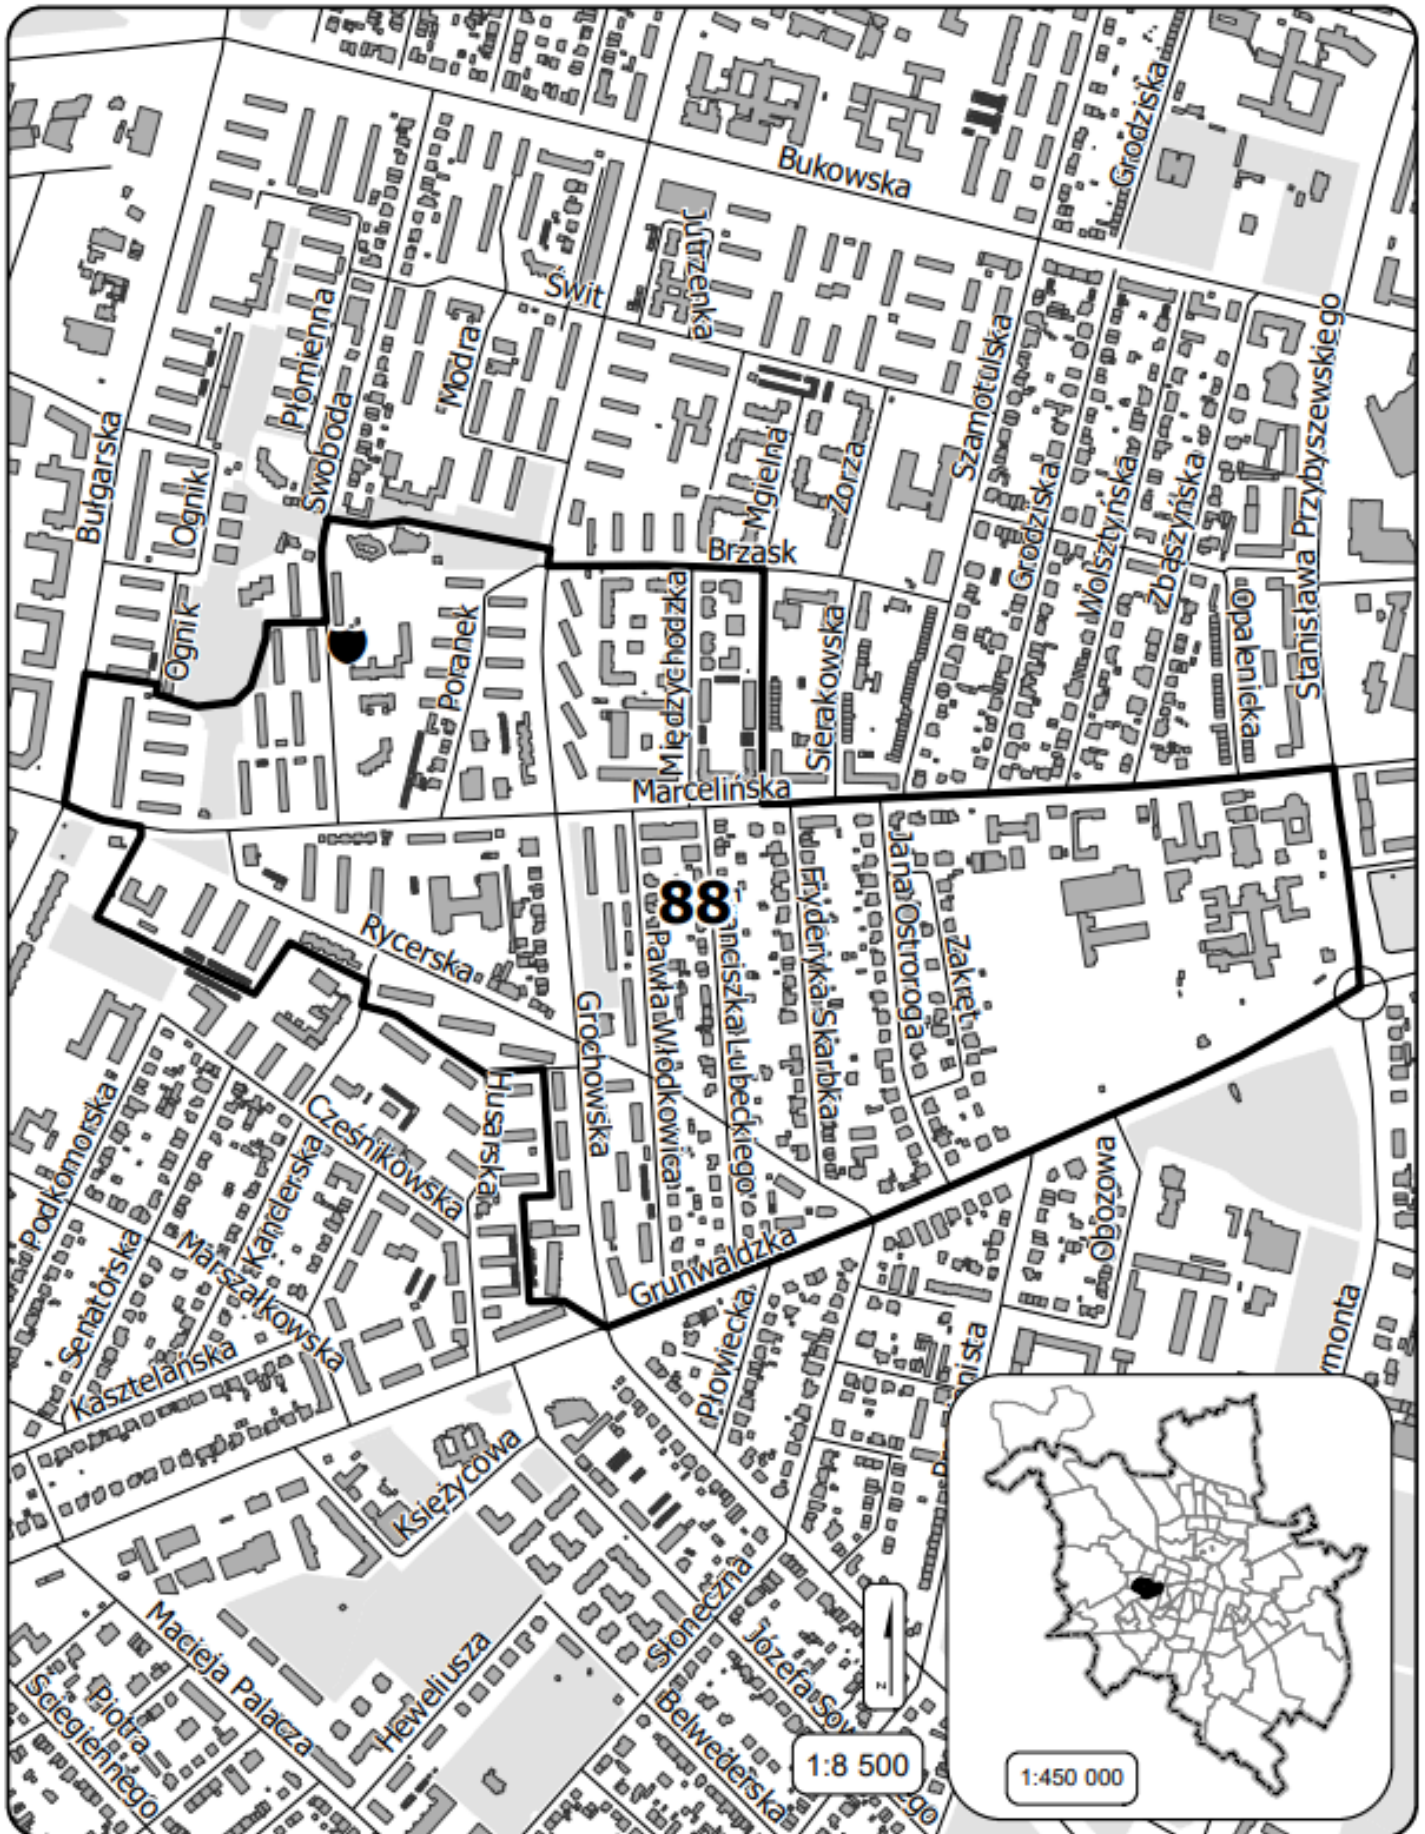 Grodziska
Bukowska
Jutrzenka
Świt
Płomienna
Modra
Szamotulska
Stanisława Przybyszewskiego
Swoboda
Bułgarska
Ognik
Mgielna
Zorza
Grodziska
Wolsztyńska
Zbąszyńska
Brzask
Ognik
Poranek
Międzychodzka
Sierakowska
Opalenicka
Marcelińska
88
Rycerska
Grochowska
Pawła Włodkowica
Franciszka Lubeckiego
Fryderyka Skarbka
Jana Ostroroga
Zakręt
Husarska
Cześnikowska
Podkomorska
Kanclerska
Senatorska
Marszałkowska
Kasztelańska
Grunwaldzka
Obozowa
Płowiecka
Księżycowa
Słoneczna
Macieja Palacza
Heweliusza
Piotra
Ściegiennego
Belwederska
Józefa
z
1:8 500
1:450 000